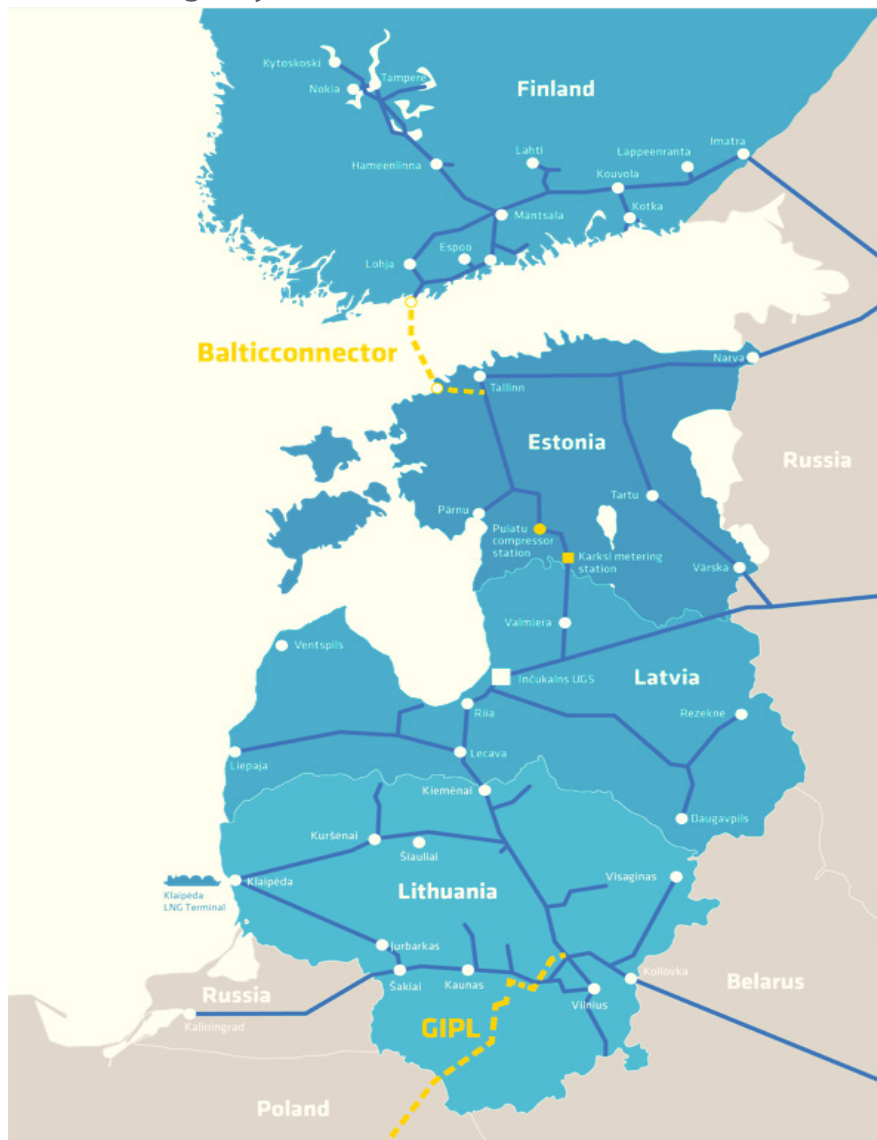 Kytoskoski
Tampere
Nokia
Finland
Imatra
Lahti
Lappeenranta
Hameenlinna
Kouvola
Kotka
Mäntsala
Espoo
Lohja
Balticconnector
Narva
Tallinn
Estonia
Russia
Tartu
Pärnu
Puiatu
compressor
station
Karksi metering
station
Värska
Valmiera
Ventspils
Inčukalns UGS
Latvia
Riia
Rezekne
Liepaja
Lecava
Kiemėnai
Daugavpils
Kuršėnai
Šiauliai
Visaginas
Klaipėda
Lithuania
Klaipėda
LNG Terminal
Jurbarkas
Šakiai
Kaunas
Kollovka
Belarus
Russia
Vilnius
Kaliningrad
GIPL
Poland